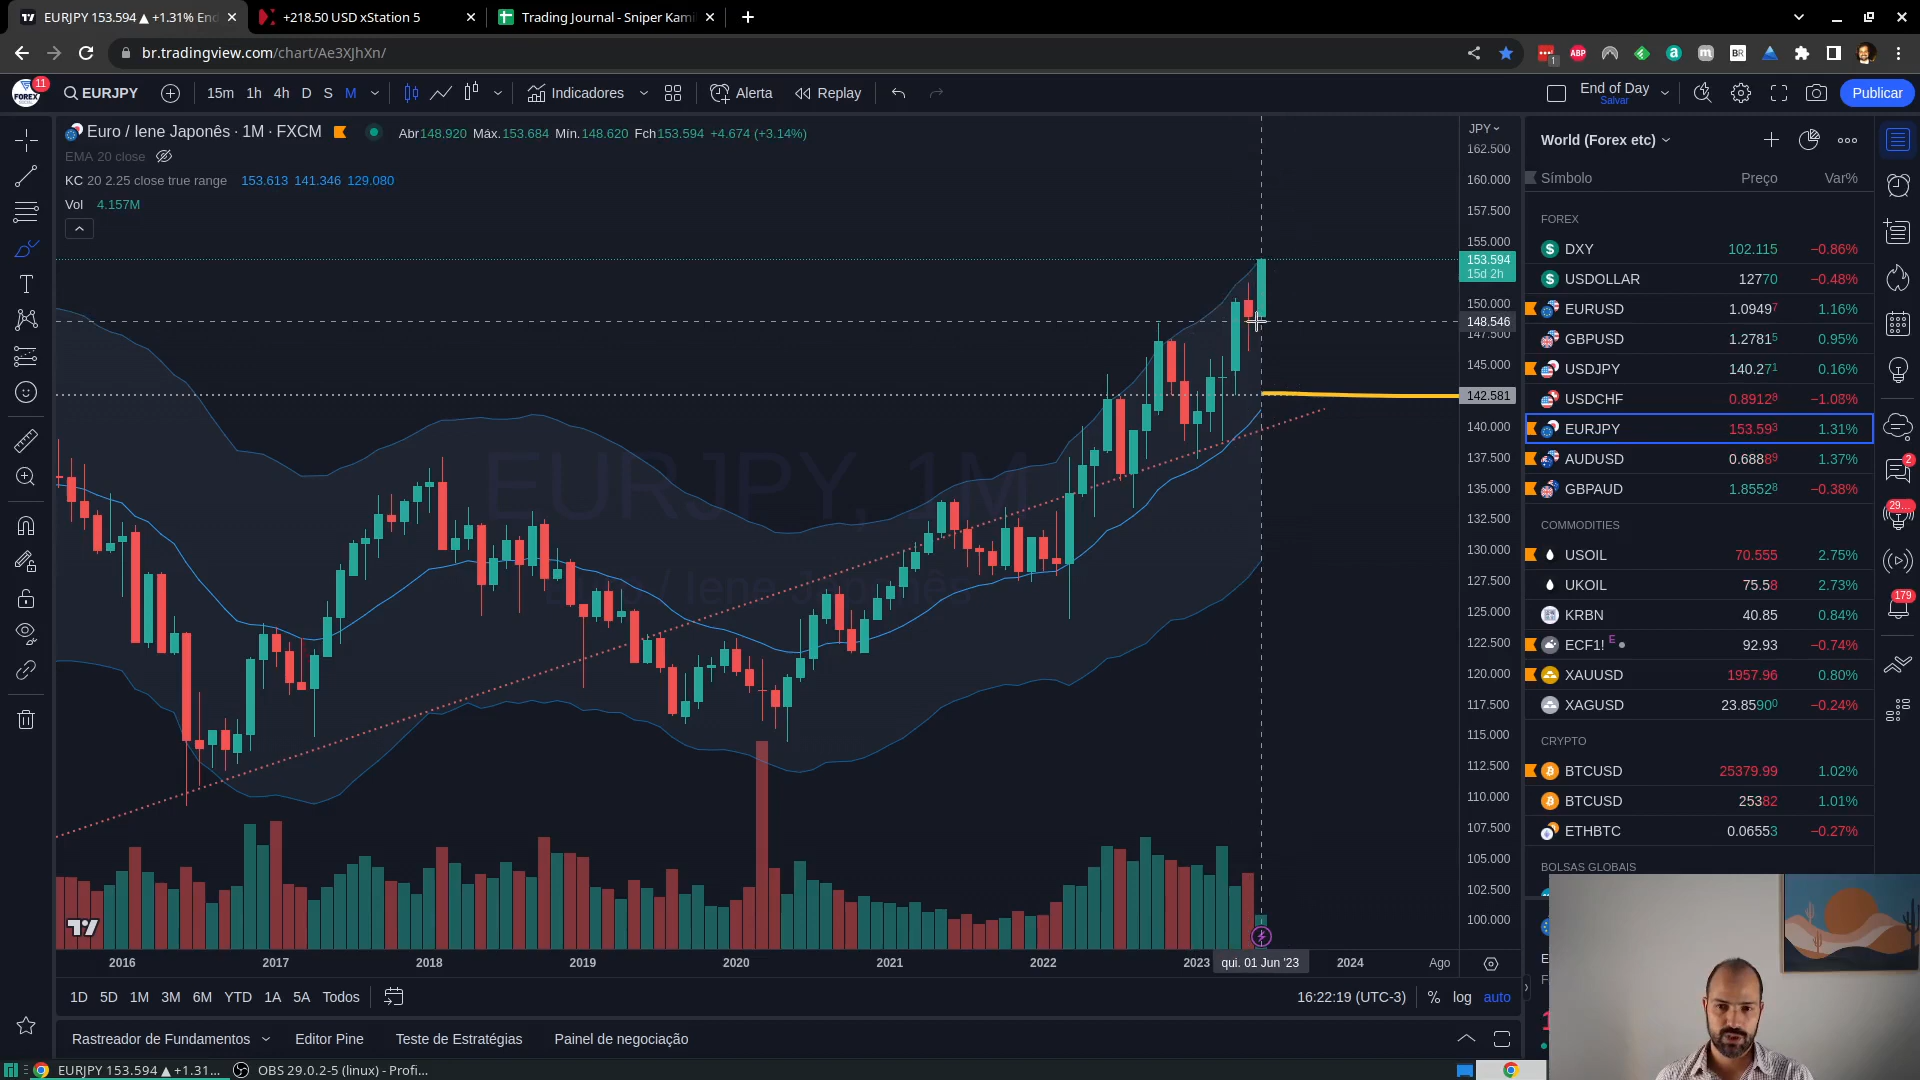 EURJPY 153.594 ▲ +1.31% End
+218.50 USD xStation 5
Trading Journal - Sniper Kami
br.tradingview.com/chart/Ae3XJhXn/
ABP
BR
1
11
FOREX
EURJPY
15m 1h 4h D S M
Indicadores
Alerta
Replay
End of Day
Salvar
Publicar
Euro / Iene Japonês · 1M · FXCM
Abr148.920 Máx.153.684 Mín.148.620 Fch153.594 +4.674 (+3.14%)
EMA 20 close
KC 20 2.25 close true range 153.613 141.346 129.080
Vol 4.157M
EURJPY, 1M
Euro / Iene Japonês
JPY
162.500
160.000
157.500
155.000
153.594
15d 2h
150.000
148.546
147.500
145.000
142.581
140.000
137.500
135.000
132.500
130.000
127.500
125.000
122.500
120.000
117.500
115.000
112.500
110.000
107.500
105.000
102.500
100.000
2016 2017 2018 2019 2020 2021 2022 2023 qui. 01 Jun '23 2024 Ago
1D 5D 1M 3M 6M YTD 1A 5A Todos
16:22:19 (UTC-3) % log auto
Rastreador de Fundamentos Editor Pine Teste de Estratégias Painel de negociação
World (Forex etc)
Símbolo Preço Var%
FOREX
DXY 102.115 −0.86%
USDOLLAR 12770 −0.48%
EURUSD 1.09497 1.16%
GBPUSD 1.27815 0.95%
USDJPY 140.271 0.16%
USDCHF 0.89128 −1.08%
EURJPY 153.593 1.31%
AUDUSD 0.68889 1.37%
GBPAUD 1.85528 −0.38%
COMMODITIES
USOIL 70.555 2.75%
UKOIL 75.58 2.73%
KRBN 40.85 0.84%
ECF1! E 92.93 −0.74%
XAUUSD 1957.96 0.80%
XAGUSD 23.85900 −0.24%
CRYPTO
BTCUSD 25379.99 1.02%
BTCUSD 25382 1.01%
ETHBTC 0.06553 −0.27%
BOLSAS GLOBAIS
2
29...
179
EURJPY 153.594 ▲ +1.31...
OBS 29.0.2-5 (linux) - Profi...